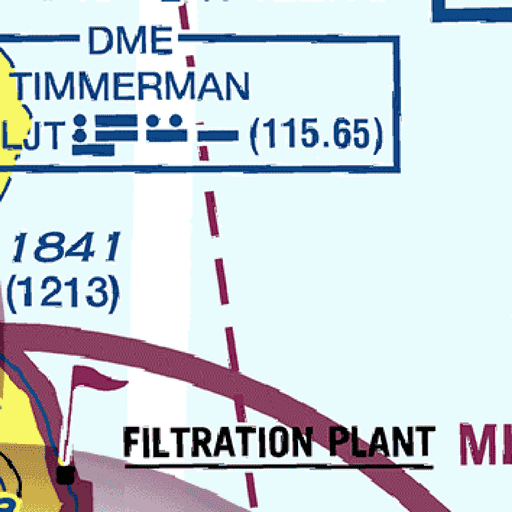 DME
TIMMERMAN
LJT (115.65)
1841
(1213)
FILTRATION PLANT